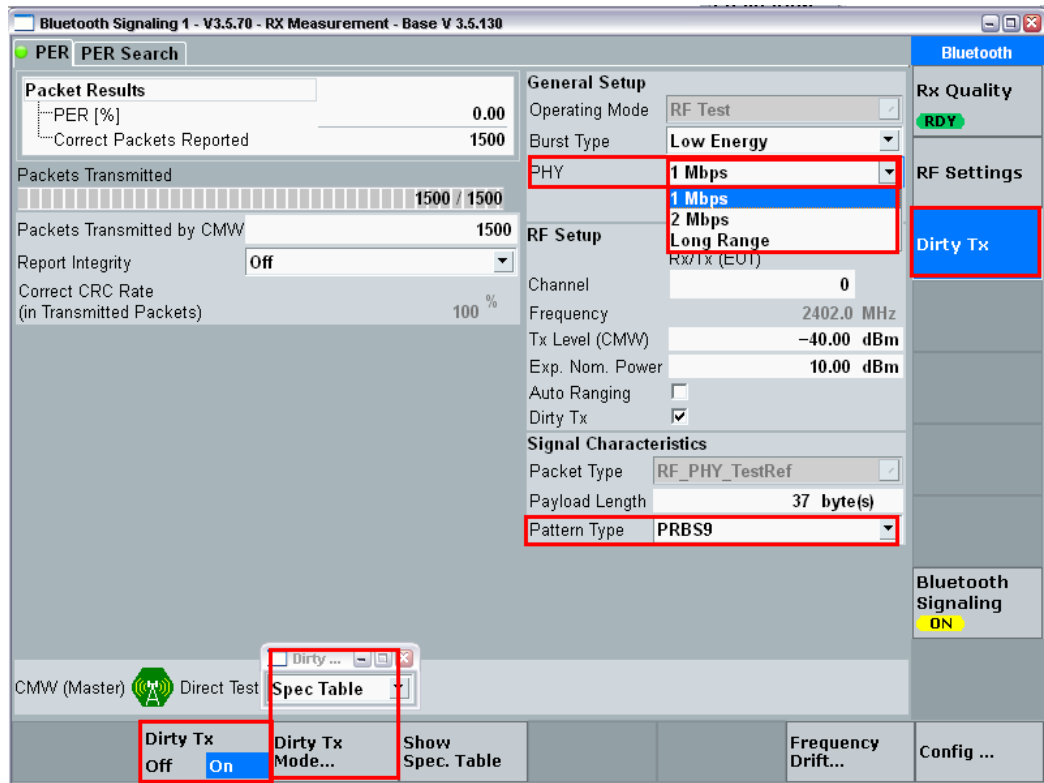 Bluetooth Signaling 1 - V3.5.70 - RX Measurement - Base V 3.5.130
PER PER Search
Packet Results
PER [%] 0.00
Correct Packets Reported 1500
Packets Transmitted
1500 / 1500
Packets Transmitted by CMW 1500
Report Integrity Off
Correct CRC Rate
(in Transmitted Packets) 100 %
General Setup
Operating Mode RF Test
Burst Type Low Energy
PHY 1 Mbps
1 Mbps
2 Mbps
Long Range
RF Setup
Rx/Tx (EUT)
Channel 0
Frequency 2402.0 MHz
Tx Level (CMW) −40.00 dBm
Exp. Nom. Power 10.00 dBm
Auto Ranging
Dirty Tx
Signal Characteristics
Packet Type RF_PHY_TestRef
Payload Length 37 byte(s)
Pattern Type PRBS9
Bluetooth
Rx Quality
RDY
RF Settings
Dirty Tx
Bluetooth
Signaling
ON
Dirty ...
CMW (Master) Direct Test Spec Table
Dirty Tx
Off On
Dirty Tx
Mode...
Show
Spec. Table
Frequency
Drift...
Config ...